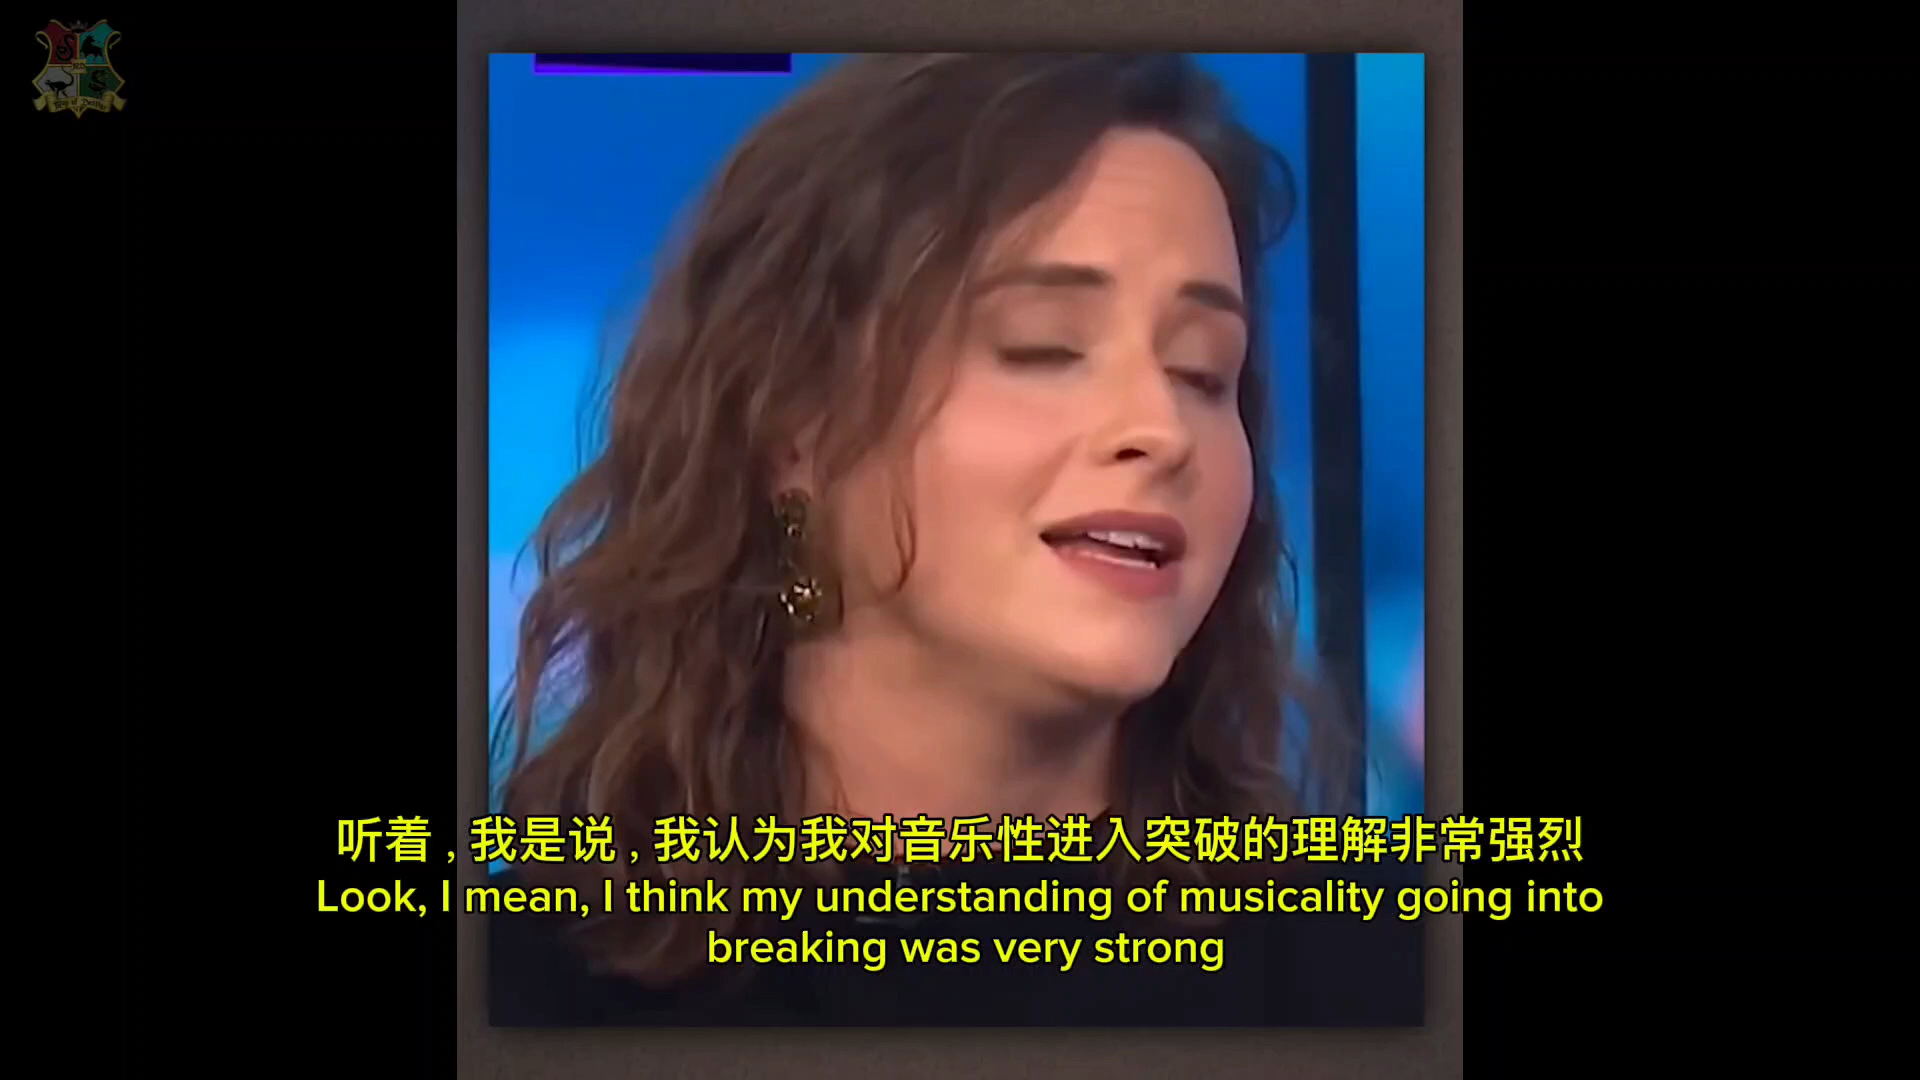 听着，我是说，我认为我对音乐性进入突破的理解非常强烈
Look, I mean, I think my understanding of musicality going into
breaking was very strong